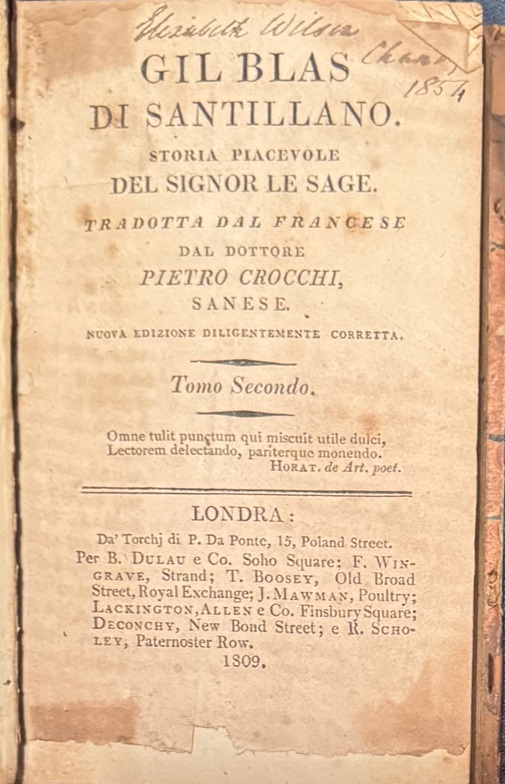 Elizabeth Wilson
1854
GIL BLAS
DI SANTILLANO.
STORIA PIACEVOLE
DEL SIGNOR LE SAGE.
TRADOTTA DAL FRANCESE
DAL DOTTORE
PIETRO CROCCHI,
SANESE.
NUOVA EDIZIONE DILIGENTEMENTE CORRETTA.
Tomo Secondo.
Omne tulit punctum qui miscuit utile dulci,
Lectorem delectando, pariterque monendo.
HORAT. de Art. poet.
LONDRA:
Da' Torchj di P. Da Ponte, 15, Poland Street.
Per B. DULAU e Co. Soho Square; F. WIN-
GRAVE, Strand; T. BOOSEY, Old Broad
Street, Royal Exchange; J. MAWMAN, Poultry;
LACKINGTON, ALLEN e Co. Finsbury Square;
DECONCHY, New Bond Street; e R. SCHO-
LEY, Paternoster Row.
1809.